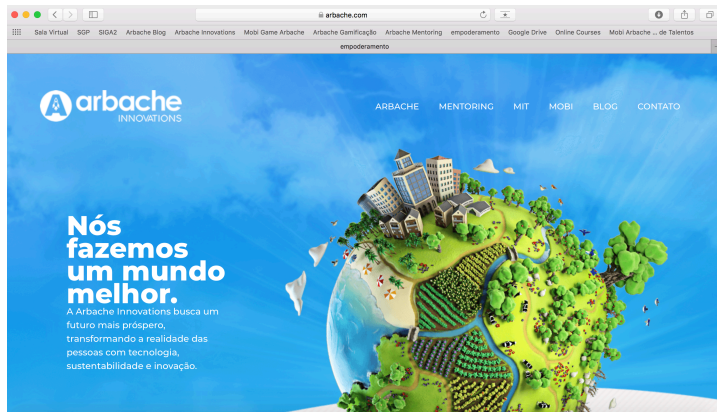 arbache.com
Sala Virtual SGP SIGA2 Arbache Blog Arbache Innovations Mobi Game Arbache Arbache Gamificação Arbache Mentoring empoderamento Google Drive Online Courses Mobi Arbache ... de Talentos
empoderamento
arbache
INNOVATIONS
ARBACHE MENTORING MIT MOBI BLOG CONTATO
Nós
fazemos
um mundo
melhor.
A Arbache Innovations busca um
futuro mais próspero,
transformando a realidade das
pessoas com tecnologia,
sustentabilidade e inovação.